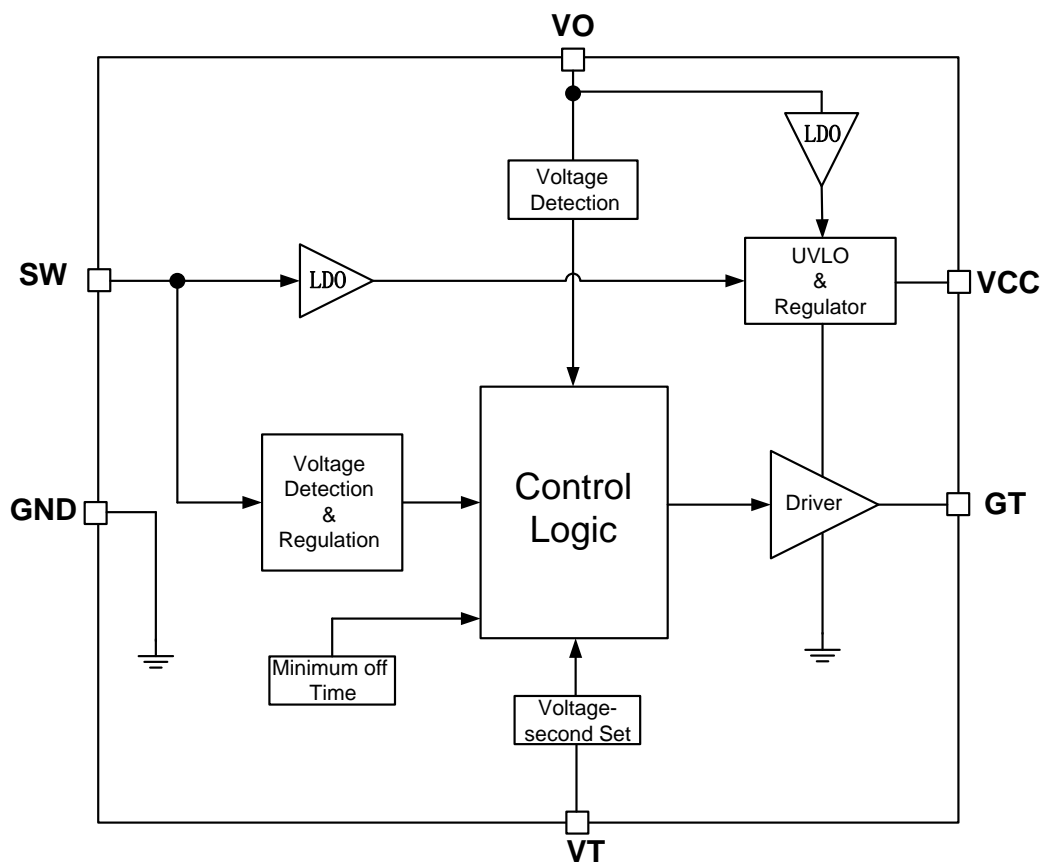 VO
LDO
Voltage
Detection
SW
LDO
UVLO
&
Regulator
VCC
Voltage
Detection
&
Regulation
Control
Logic
Driver
GND
GT
Minimum off
Time
Voltage-
second Set
VT